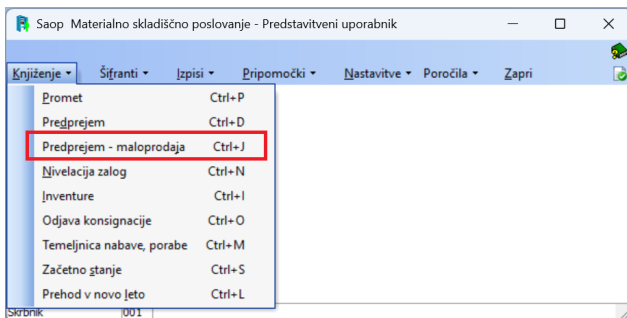 Saop Materialno skladiščno poslovanje - Predstavitveni uporabnik
Knjiženje Šifranti Izpisi Pripomočki Nastavitve Poročila Zapri
Promet Ctrl+P
Predprejem Ctrl+D
Predprejem - maloprodaja Ctrl+J
Nivelacija zalog Ctrl+N
Inventure Ctrl+I
Odjava konsignacije Ctrl+O
Temeljnica nabave, porabe Ctrl+M
Začetno stanje Ctrl+S
Prehod v novo leto Ctrl+L
Skrbnik 001